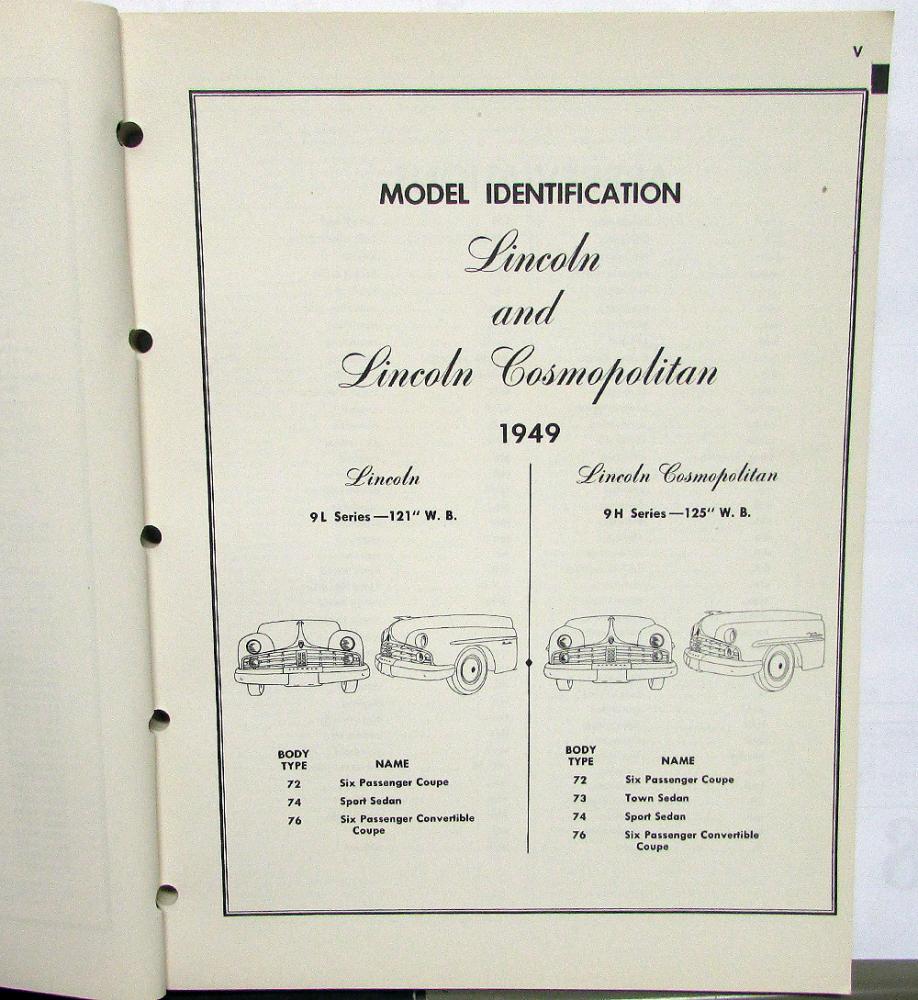 V
MODEL IDENTIFICATION
Lincoln
and
Lincoln Cosmopolitan
1949
Lincoln
9L Series—121" W. B.
BODY
TYPE NAME
72 Six Passenger Coupe
74 Sport Sedan
76 Six Passenger Convertible
Coupe
Lincoln Cosmopolitan
9H Series—125" W. B.
BODY
TYPE NAME
72 Six Passenger Coupe
73 Town Sedan
74 Sport Sedan
76 Six Passenger Convertible
Coupe